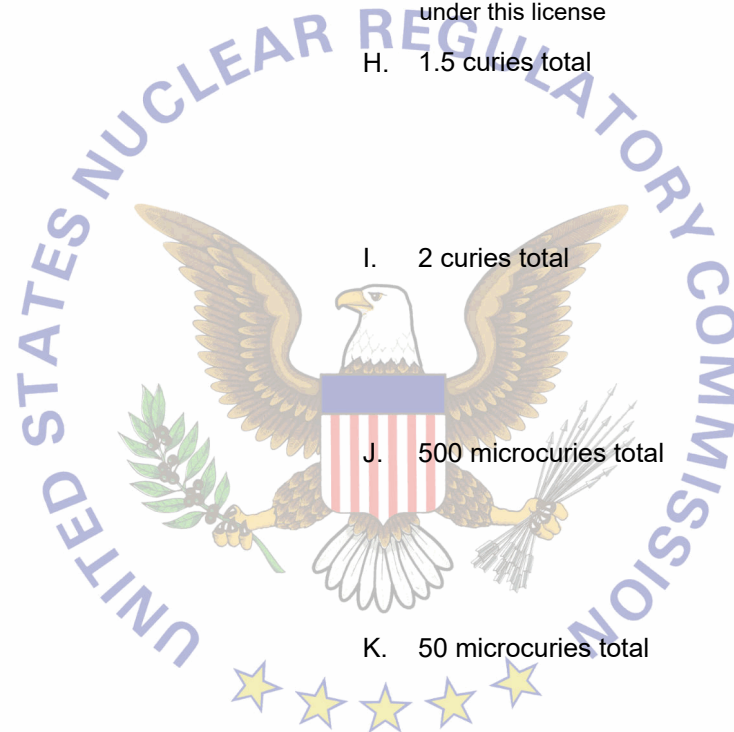 under this license
H. 1.5 curies total
I. 2 curies total
J. 500 microcuries total
K. 50 microcuries total
UNITED STATES NUCLEAR REGULATORY COMMISSION